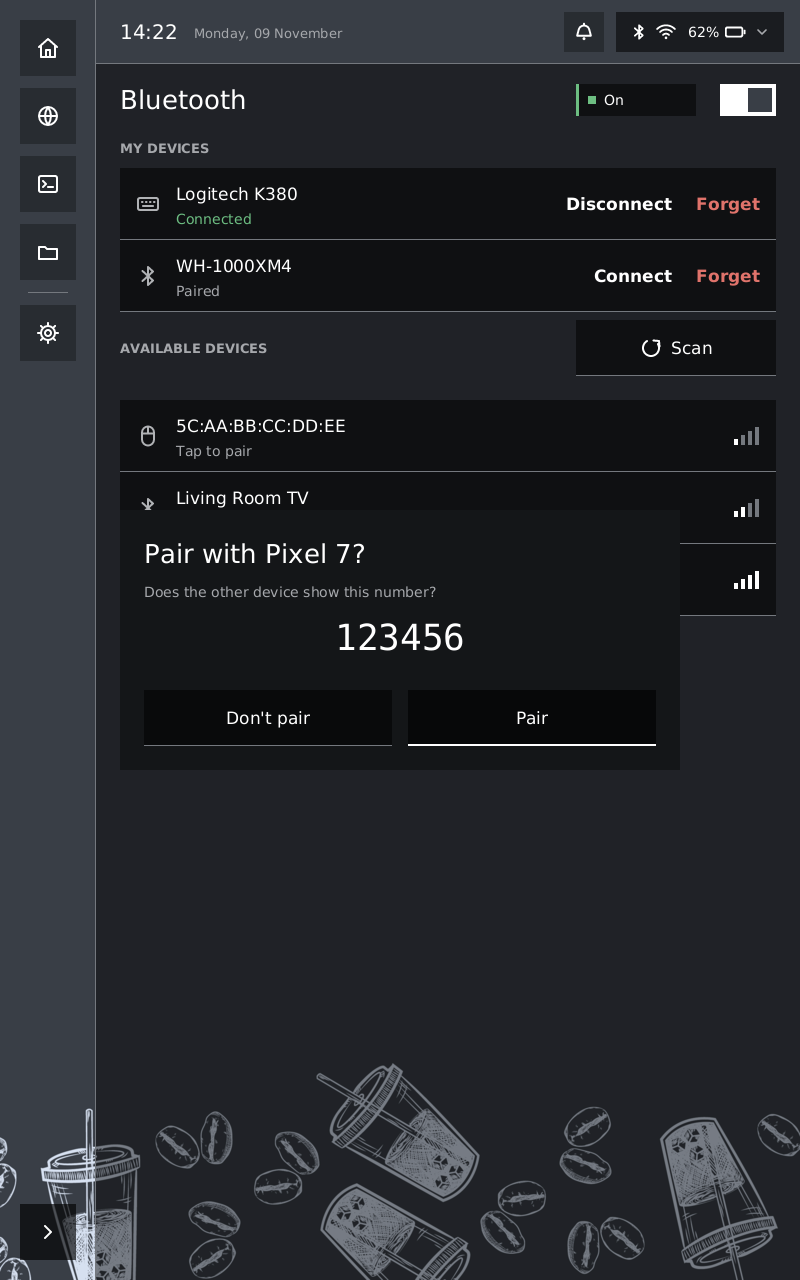 14:22 Monday, 09 November 62%
Bluetooth On
MY DEVICES
Logitech K380
Connected
Disconnect Forget
WH-1000XM4
Paired
Connect Forget
AVAILABLE DEVICES Scan
5C:AA:BB:CC:DD:EE
Tap to pair
Living Room TV
Pair with Pixel 7?
Does the other device show this number?
123456
Don't pair Pair